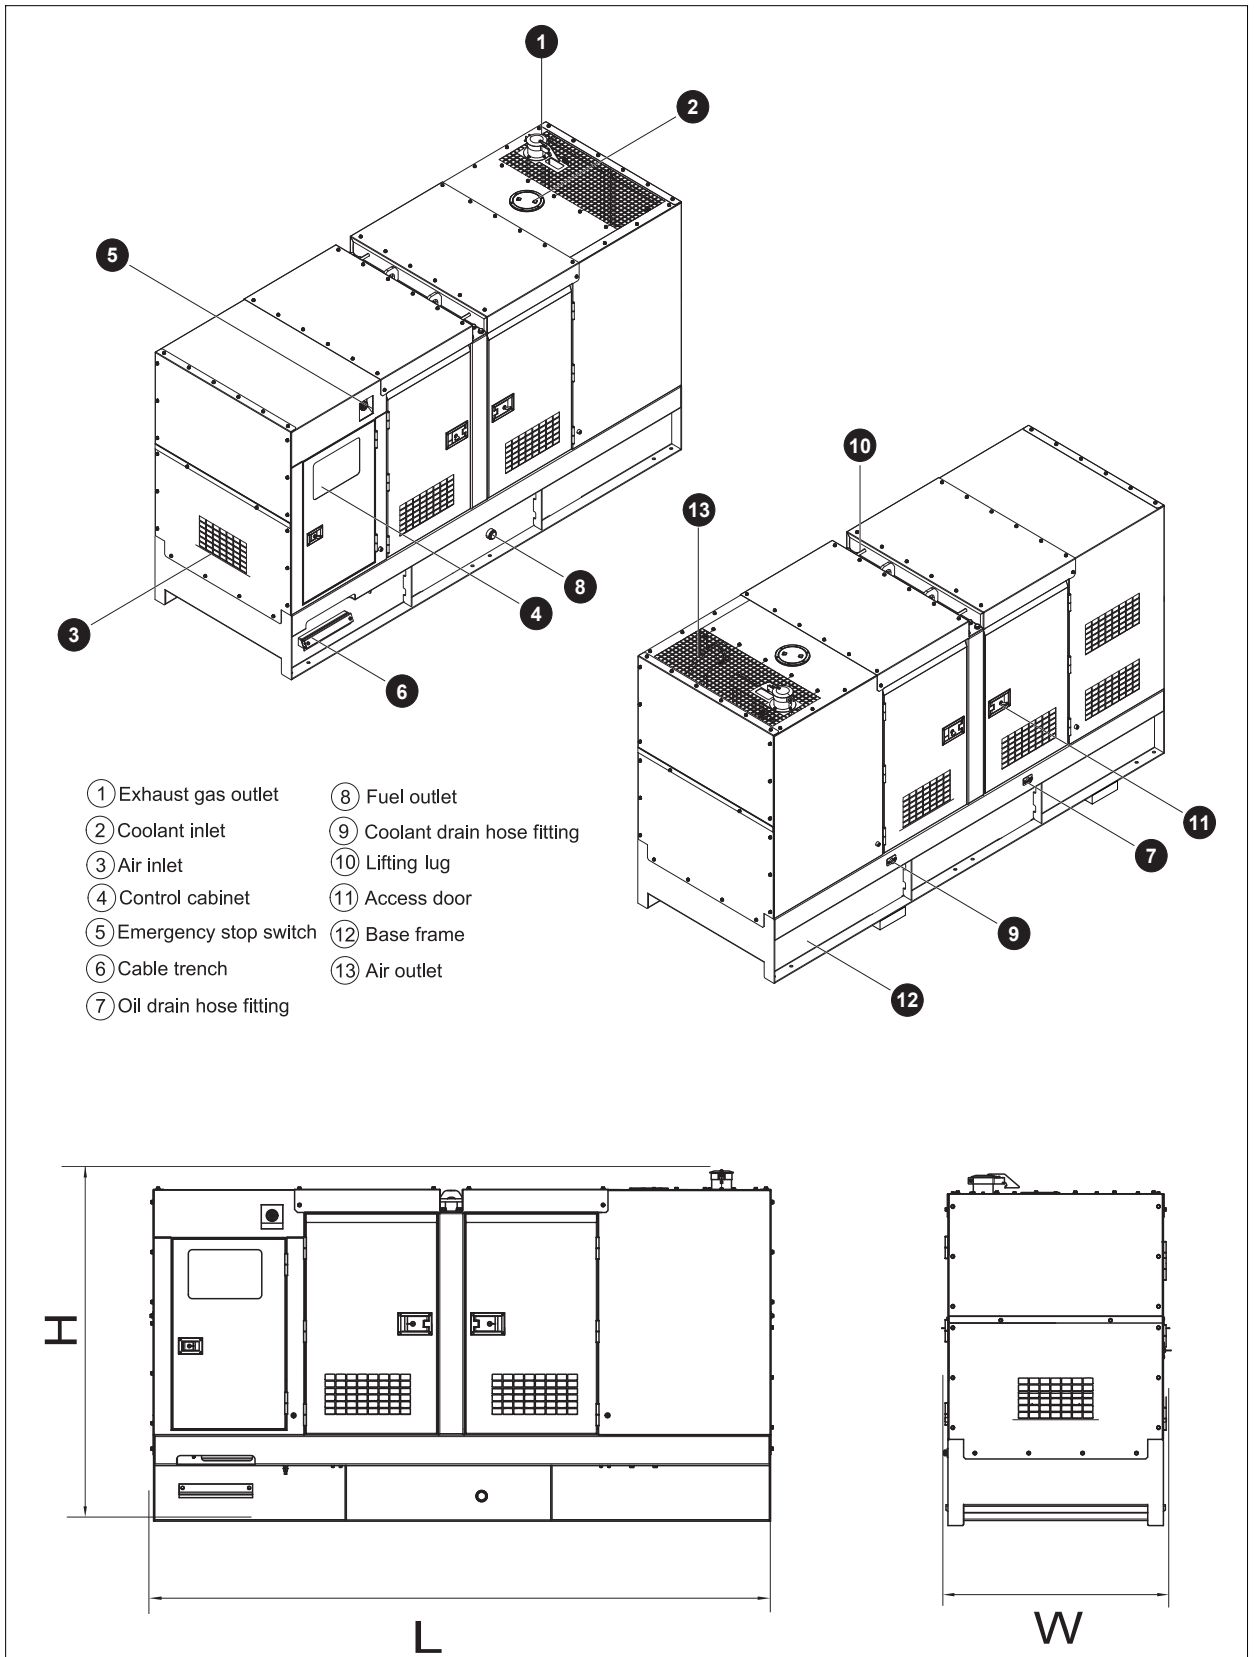 1
2
5
10
13
8
4
3
6
11
7
9
12
1 Exhaust gas outlet
2 Coolant inlet
3 Air inlet
4 Control cabinet
5 Emergency stop switch
6 Cable trench
7 Oil drain hose fitting
8 Fuel outlet
9 Coolant drain hose fitting
10 Lifting lug
11 Access door
12 Base frame
13 Air outlet
H
L
W